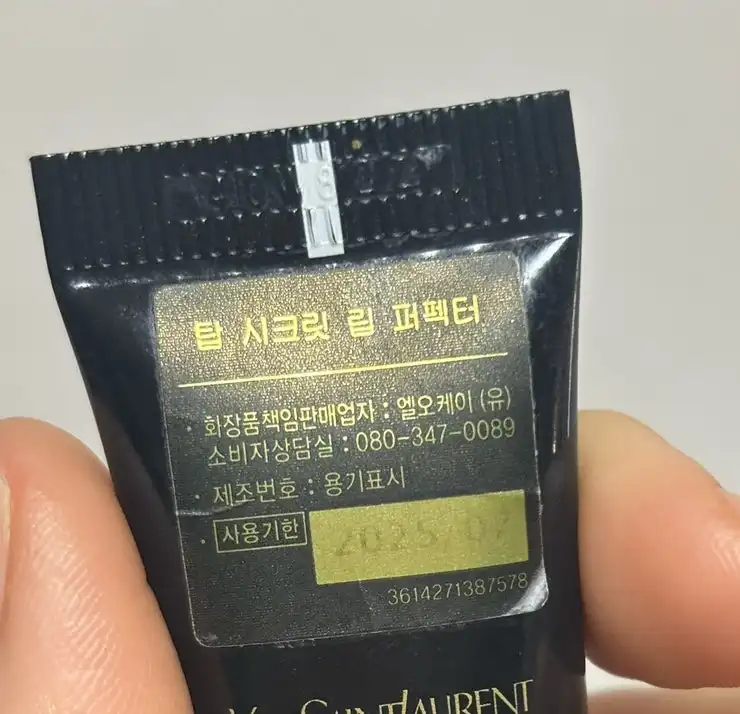 탑 시크릿 립 퍼펙터
· 화장품책임판매업자 : 엘오케이 (유)
소비자상담실 : 080-347-0089
· 제조번호 : 용기표시
· 사용기한 2025/07
3614271387578
SAINTLAURENT